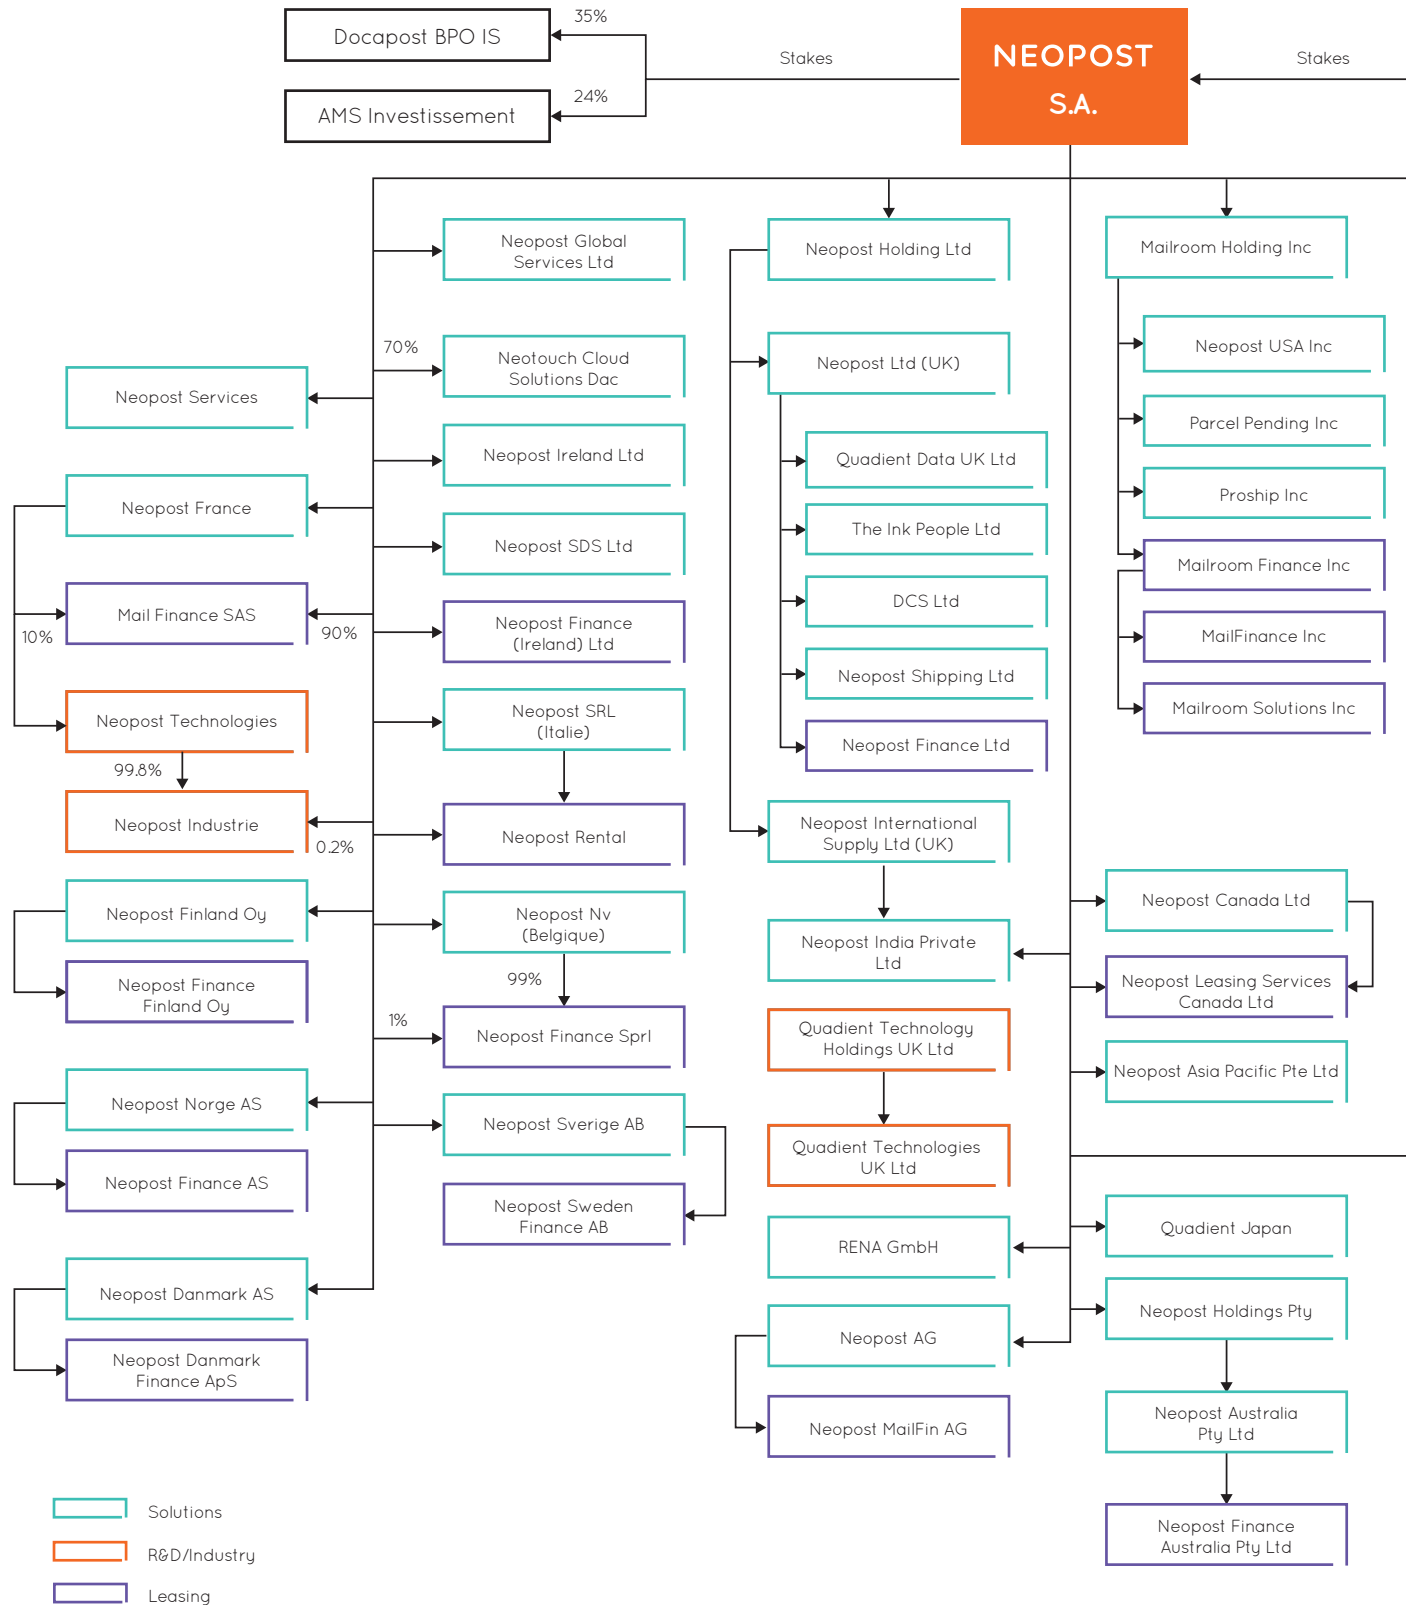 35%
Docapost BPO IS
Stakes
NEOPOST
S.A.
Stakes
24%
AMS Investissement
Neopost Services
Neopost France
Mail Finance SAS
10%
90%
Neopost Technologies
99.8%
Neopost Industrie
0.2%
Neopost Finland Oy
Neopost Finance
Finland Oy
Neopost Norge AS
Neopost Finance AS
Neopost Danmark AS
Neopost Danmark
Finance ApS
Neopost Global
Services Ltd
70%
Neotouch Cloud
Solutions Dac
Neopost Ireland Ltd
Neopost SDS Ltd
Neopost Finance
(Ireland) Ltd
Neopost SRL
(Italie)
Neopost Rental
Neopost Nv
(Belgique)
99%
1%
Neopost Finance Sprl
Neopost Sverige AB
Neopost Sweden
Finance AB
Neopost Holding Ltd
Neopost Ltd (UK)
Quadient Data UK Ltd
The Ink People Ltd
DCS Ltd
Neopost Shipping Ltd
Neopost Finance Ltd
Neopost International
Supply Ltd (UK)
Neopost India Private
Ltd
Quadient Technology
Holdings UK Ltd
Quadient Technologies
UK Ltd
RENA GmbH
Neopost AG
Neopost MailFin AG
Mailroom Holding Inc
Neopost USA Inc
Parcel Pending Inc
Proship Inc
Mailroom Finance Inc
MailFinance Inc
Mailroom Solutions Inc
Neopost Canada Ltd
Neopost Leasing Services
Canada Ltd
Neopost Asia Pacific Pte Ltd
Quadient Japan
Neopost Holdings Pty
Neopost Australia
Pty Ltd
Neopost Finance
Australia Pty Ltd
Solutions
R&D/Industry
Leasing